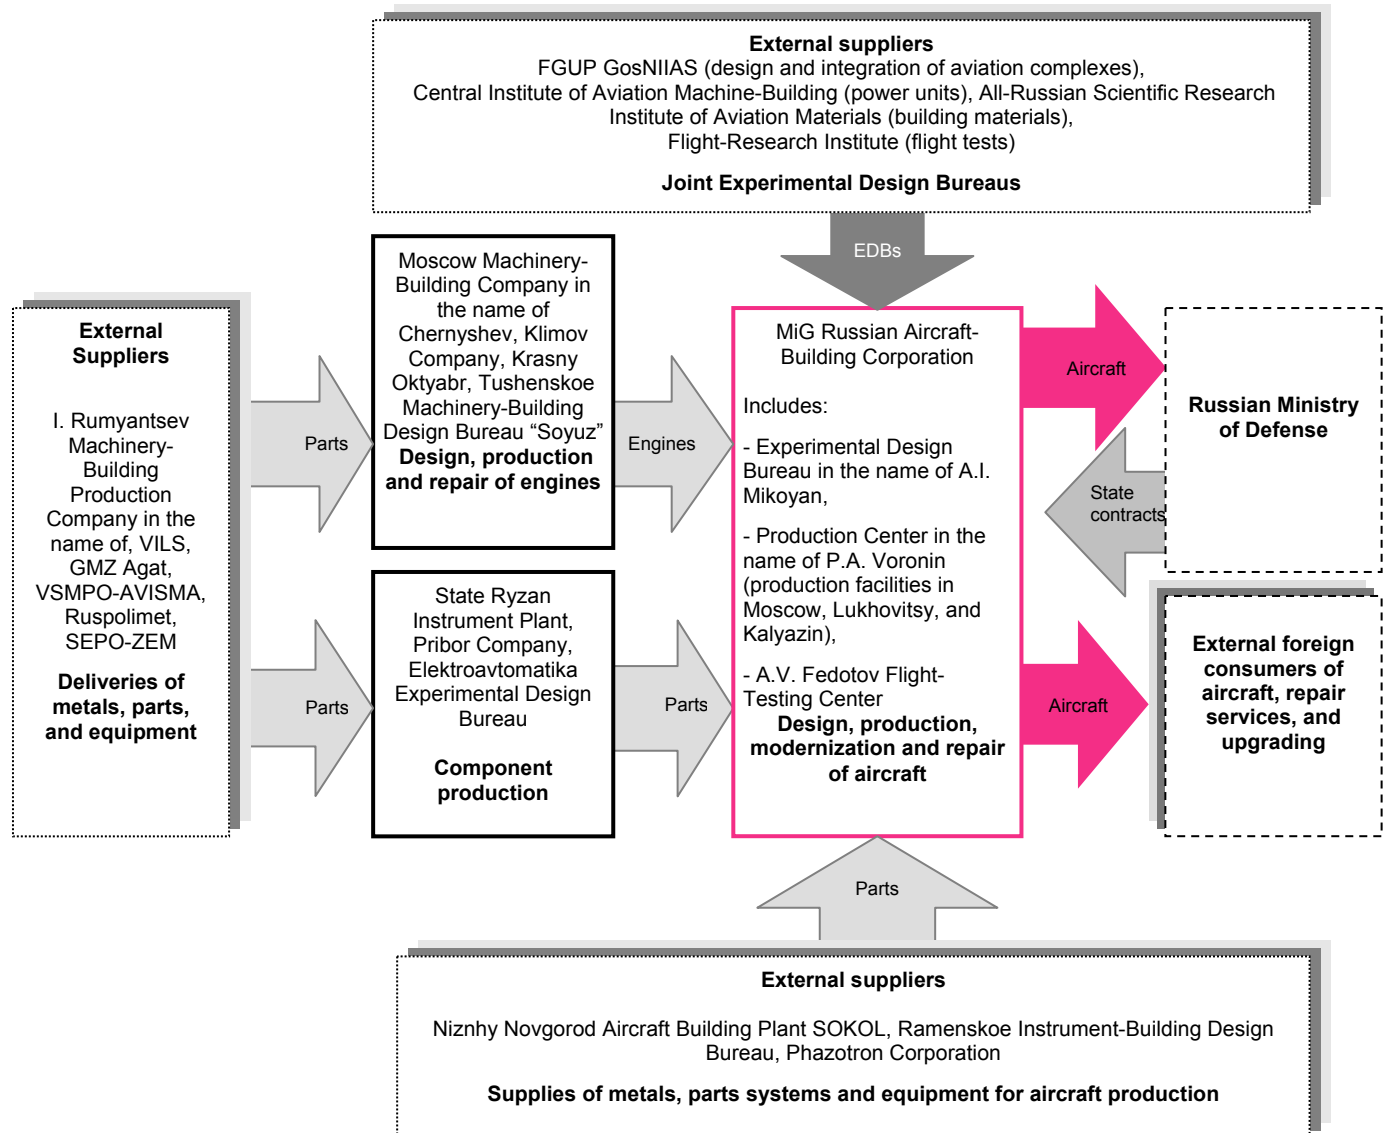 External suppliers
FGUP GosNIIAS (design and integration of aviation complexes),
Central Institute of Aviation Machine-Building (power units), All-Russian Scientific Research
Institute of Aviation Materials (building materials),
Flight-Research Institute (flight tests)
Joint Experimental Design Bureaus
EDBs
External
Suppliers
I. Rumyantsev
Machinery-
Building
Production
Company in the
name of, VILS,
GMZ Agat,
VSMPO-AVISMA,
Ruspolimet,
SEPO-ZEM
Deliveries of
metals, parts,
and equipment
Parts
Parts
Moscow Machinery-
Building Company in
the name of
Chernyshev, Klimov
Company, Krasny
Oktyabr, Tushenskoe
Machinery-Building
Design Bureau “Soyuz”
Design, production
and repair of engines
State Ryzan
Instrument Plant,
Pribor Company,
Elektroavtomatika
Experimental Design
Bureau
Component
production
Engines
Parts
MiG Russian Aircraft-
Building Corporation
Includes:
- Experimental Design
Bureau in the name of A.I.
Mikoyan,
- Production Center in the
name of P.A. Voronin
(production facilities in
Moscow, Lukhovitsy, and
Kalyazin),
- A.V. Fedotov Flight-
Testing Center
Design, production,
modernization and repair
of aircraft
Aircraft
State
contracts
Aircraft
Russian Ministry
of Defense
External foreign
consumers of
aircraft, repair
services, and
upgrading
Parts
External suppliers
Niznhy Novgorod Aircraft Building Plant SOKOL, Ramenskoe Instrument-Building Design
Bureau, Phazotron Corporation
Supplies of metals, parts systems and equipment for aircraft production